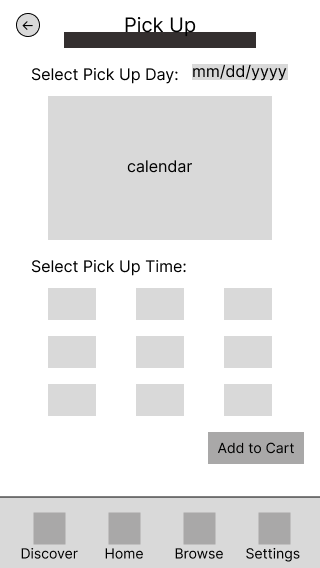 Pick Up
Select Pick Up Day: mm/dd/yyyy
calendar
Select Pick Up Time:
Add to Cart
Discover Home Browse Settings